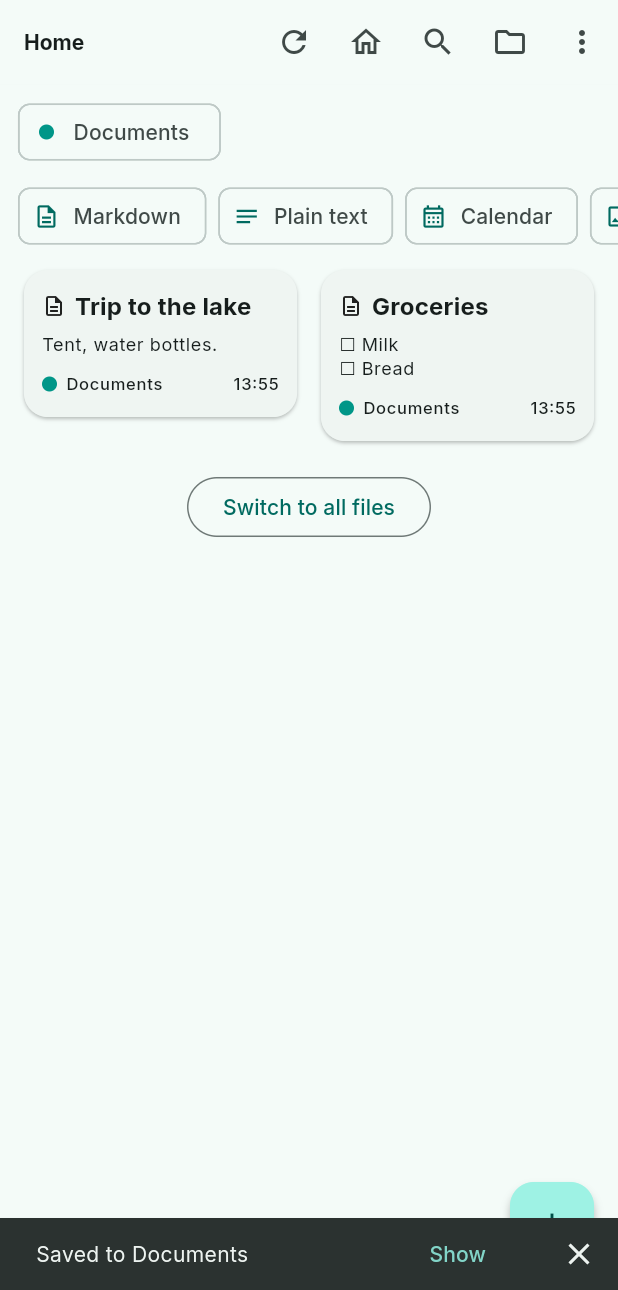 Home
Documents
Markdown
Plain text
Calendar
Trip to the lake
Tent, water bottles.
Documents 13:55
Groceries
☐ Milk
☐ Bread
Documents 13:55
Switch to all files
Saved to Documents
Show